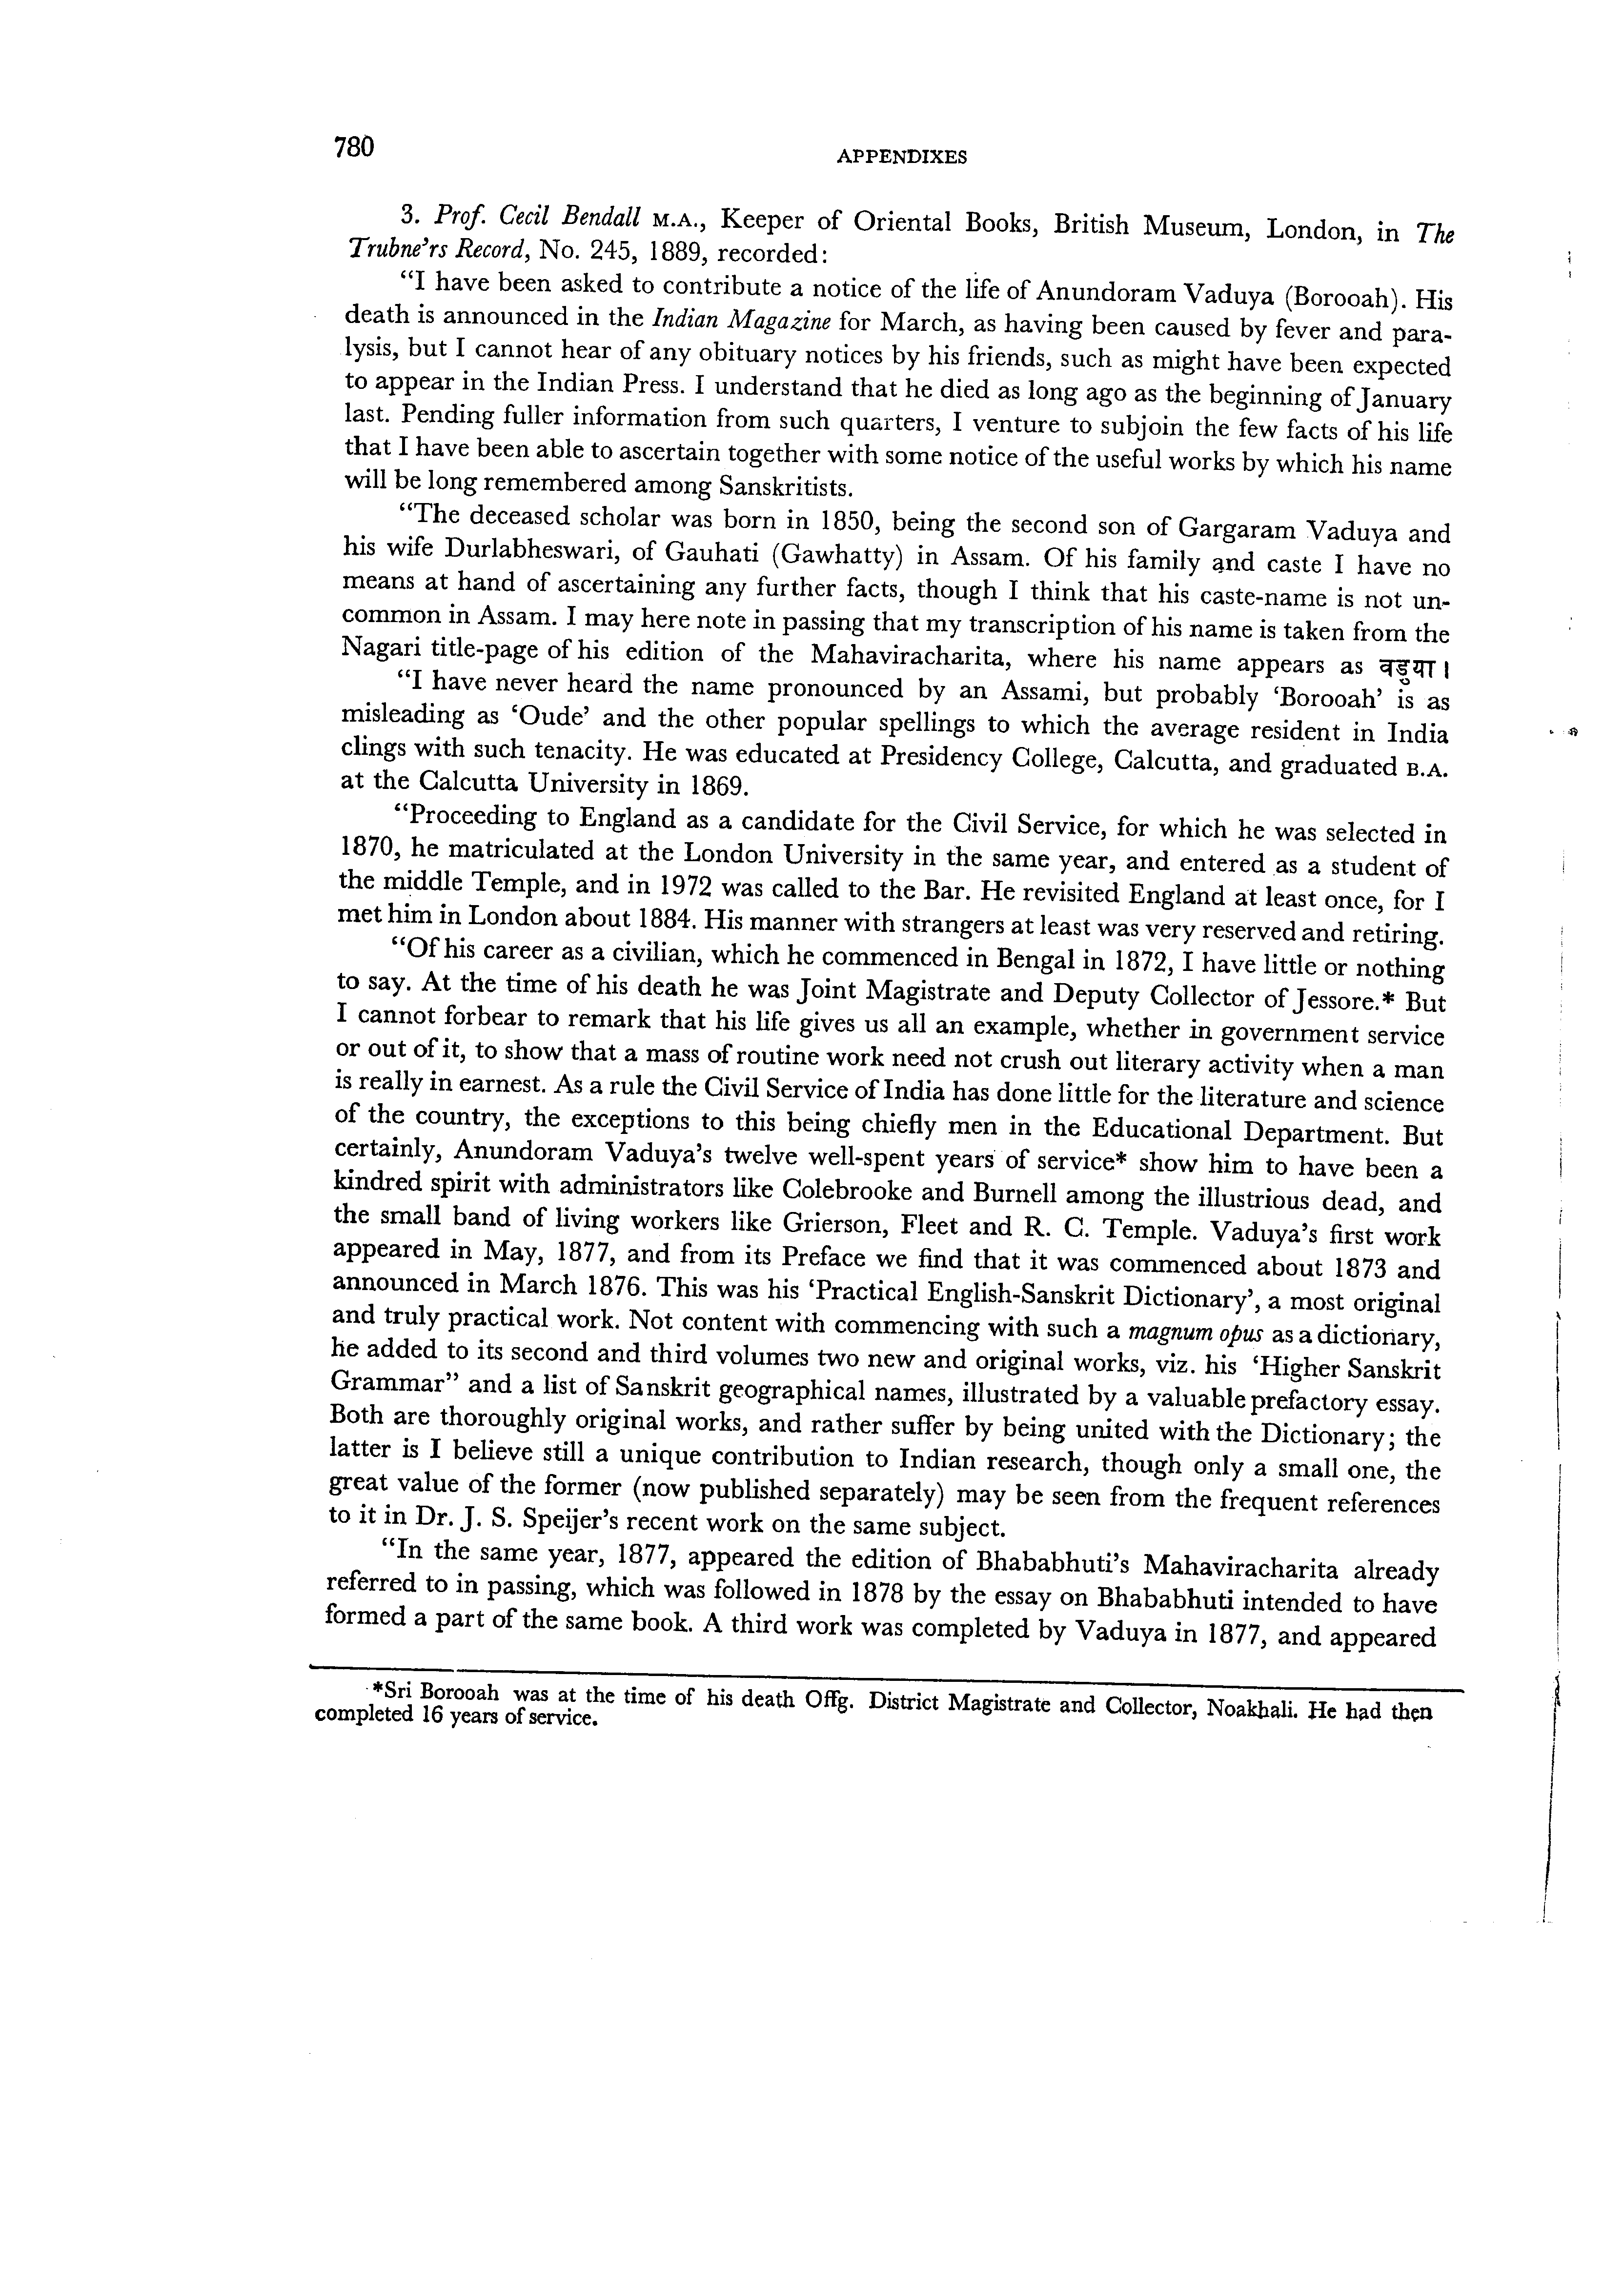 780
APPENDIXES
3. Prof. Cecil Bendall M.A., Keeper of Oriental Books, British Museum, London, in The
Trubne’rs Record, No. 245, 1889, recorded:
“I have been asked to contribute a notice of the life of Anundoram Vaduya (Borooah). His
death is announced in the Indian Magazine for March, as having been caused by fever and para-
lysis, but I cannot hear of any obituary notices by his friends, such as might have been expected
to appear in the Indian Press. I understand that he died as long ago as the beginning of January
last. Pending fuller information from such quarters, I venture to subjoin the few facts of his life
that I have been able to ascertain together with some notice of the useful works by which his name
will be long remembered among Sanskritists.
“The deceased scholar was born in 1850, being the second son of Gargaram Vaduya and
his wife Durlabheswari, of Gauhati (Gawhatty) in Assam. Of his family and caste I have no
means at hand of ascertaining any further facts, though I think that his caste-name is not un-
common in Assam. I may here note in passing that my transcription of his name is taken from the
Nagari title-page of his edition of the Mahaviracharita, where his name appears as वडुया।
“I have never heard the name pronounced by an Assami, but probably ‘Borooah’ is as
misleading as ‘Oude’ and the other popular spellings to which the average resident in India
clings with such tenacity. He was educated at Presidency College, Calcutta, and graduated B.A.
at the Calcutta University in 1869.
“Proceeding to England as a candidate for the Civil Service, for which he was selected in
1870, he matriculated at the London University in the same year, and entered as a student of
the middle Temple, and in 1972 was called to the Bar. He revisited England at least once, for I
met him in London about 1884. His manner with strangers at least was very reserved and retiring.
“Of his career as a civilian, which he commenced in Bengal in 1872, I have little or nothing
to say. At the time of his death he was Joint Magistrate and Deputy Collector of Jessore.* But
I cannot forbear to remark that his life gives us all an example, whether in government service
or out of it, to show that a mass of routine work need not crush out literary activity when a man
is really in earnest. As a rule the Civil Service of India has done little for the literature and science
of the country, the exceptions to this being chiefly men in the Educational Department. But
certainly, Anundoram Vaduya’s twelve well-spent years of service* show him to have been a
kindred spirit with administrators like Colebrooke and Burnell among the illustrious dead, and
the small band of living workers like Grierson, Fleet and R. C. Temple. Vaduya’s first work
appeared in May, 1877, and from its Preface we find that it was commenced about 1873 and
announced in March 1876. This was his ‘Practical English-Sanskrit Dictionary’, a most original
and truly practical work. Not content with commencing with such a magnum opus as a dictionary,
he added to its second and third volumes two new and original works, viz. his ‘Higher Sanskrit
Grammar” and a list of Sanskrit geographical names, illustrated by a valuable prefactory essay.
Both are thoroughly original works, and rather suffer by being united with the Dictionary; the
latter is I believe still a unique contribution to Indian research, though only a small one, the
great value of the former (now published separately) may be seen from the frequent references
to it in Dr. J. S. Speijer’s recent work on the same subject.
“In the same year, 1877, appeared the edition of Bhababhuti’s Mahaviracharita already
referred to in passing, which was followed in 1878 by the essay on Bhababhuti intended to have
formed a part of the same book. A third work was completed by Vaduya in 1877, and appeared
*Sri Borooah was at the time of his death Offg. District Magistrate and Collector, Noakhali. He had then
completed 16 years of service.